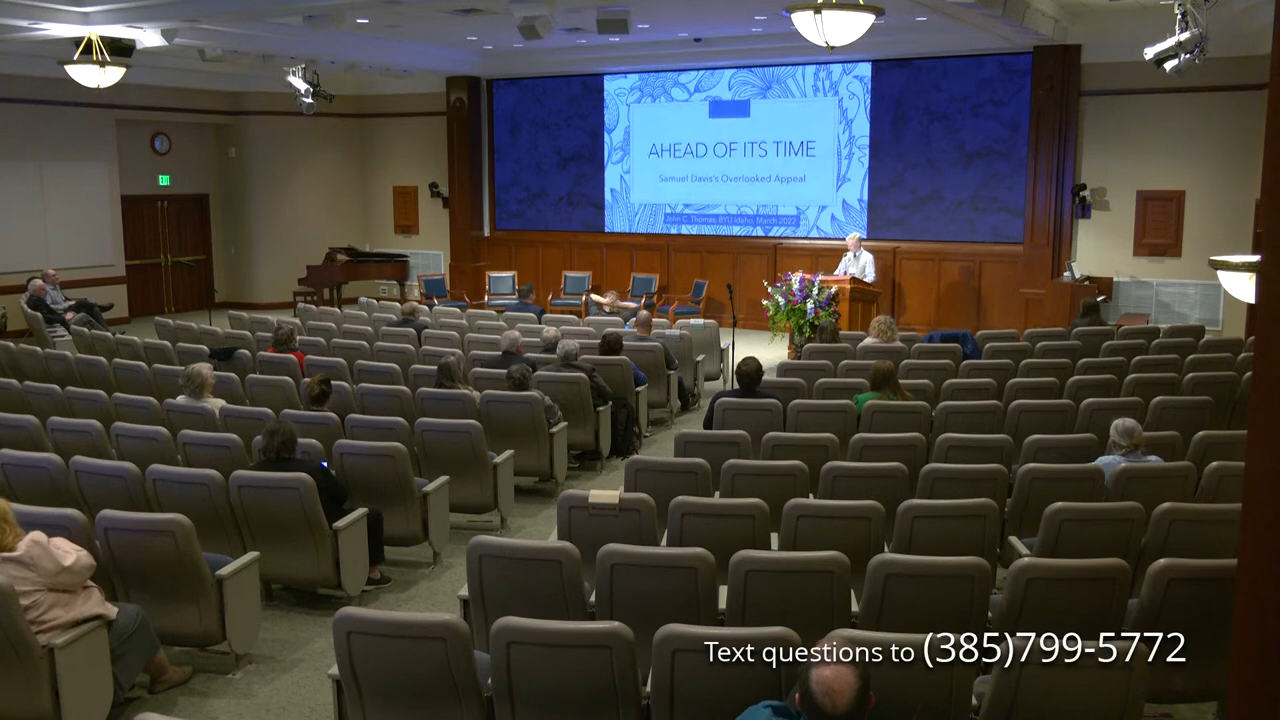 EXIT
AHEAD OF ITS TIME
Samuel Davis's Overlooked Appeal
John C. Thomas, BYU Idaho, March 2022
Text questions to (385)799-5772